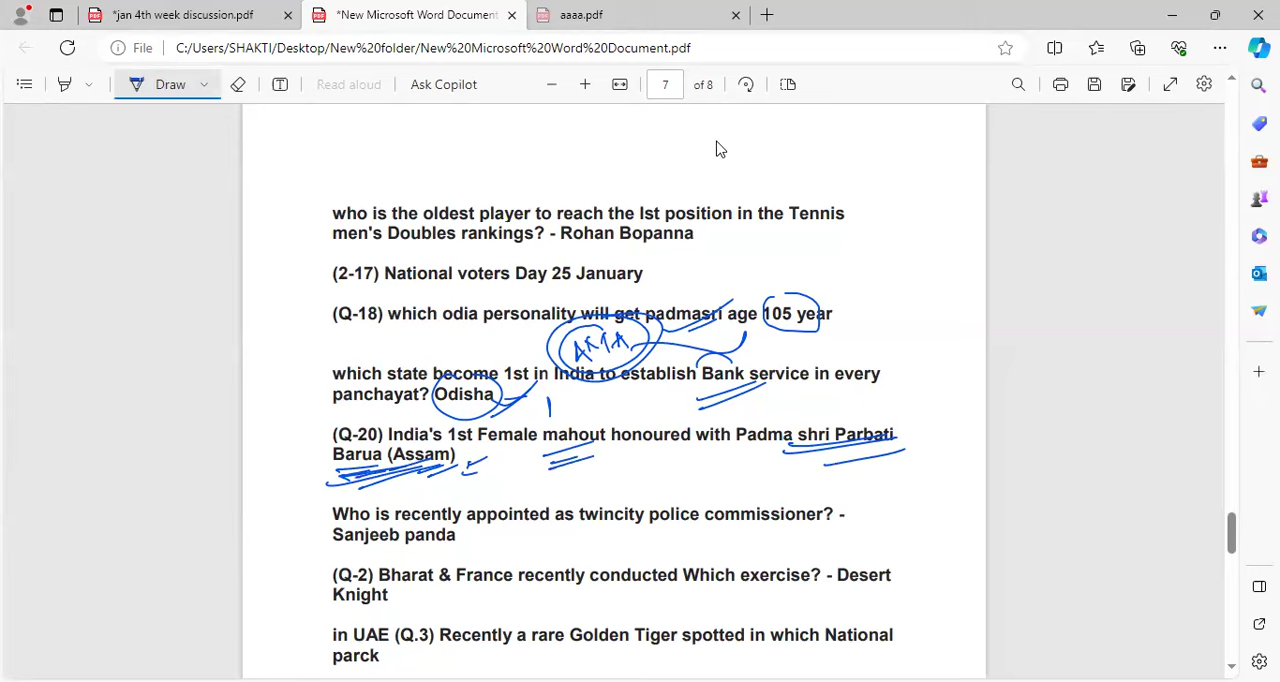 *jan 4th week discussion.pdf
*New Microsoft Word Document
aaaa.pdf
File
C:/Users/SHAKTI/Desktop/New%20folder/New%20Microsoft%20Word%20Document.pdf
Draw
Read aloud
Ask Copilot
7 of 8
who is the oldest player to reach the Ist position in the Tennis
men's Doubles rankings? - Rohan Bopanna
(2-17) National voters Day 25 January
(Q-18) which odia personality will get padmasri age 105 year
which state become 1st in India to establish Bank service in every
panchayat? Odisha
(Q-20) India's 1st Female mahout honoured with Padma shri Parbati
Barua (Assam)
Who is recently appointed as twincity police commissioner? -
Sanjeeb panda
(Q-2) Bharat & France recently conducted Which exercise? - Desert
Knight
in UAE (Q.3) Recently a rare Golden Tiger spotted in which National
parck